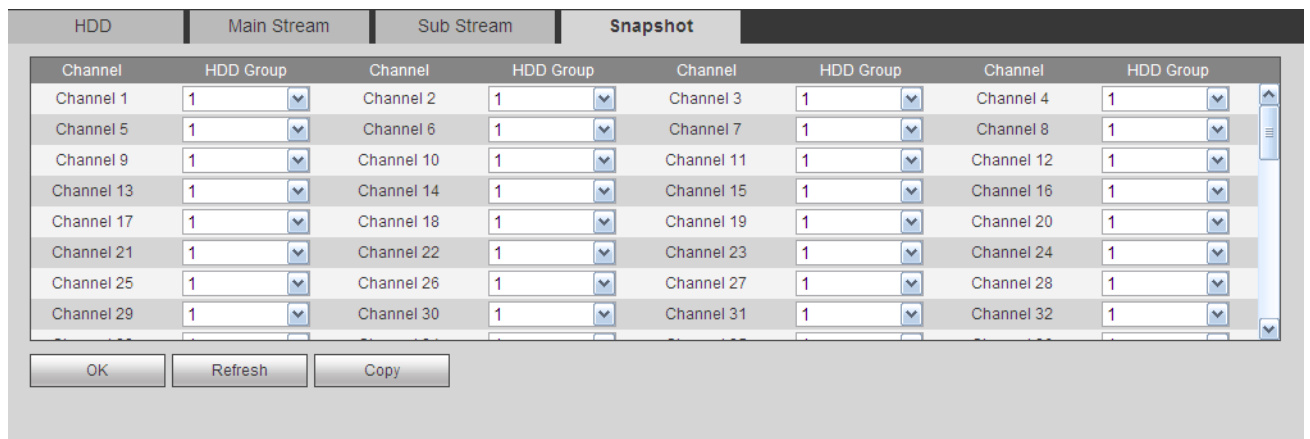 HDD Main Stream Sub Stream Snapshot
Channel HDD Group Channel HDD Group Channel HDD Group Channel HDD Group
Channel 1 1 Channel 2 1 Channel 3 1 Channel 4 1
Channel 5 1 Channel 6 1 Channel 7 1 Channel 8 1
Channel 9 1 Channel 10 1 Channel 11 1 Channel 12 1
Channel 13 1 Channel 14 1 Channel 15 1 Channel 16 1
Channel 17 1 Channel 18 1 Channel 19 1 Channel 20 1
Channel 21 1 Channel 22 1 Channel 23 1 Channel 24 1
Channel 25 1 Channel 26 1 Channel 27 1 Channel 28 1
Channel 29 1 Channel 30 1 Channel 31 1 Channel 32 1
OK Refresh Copy